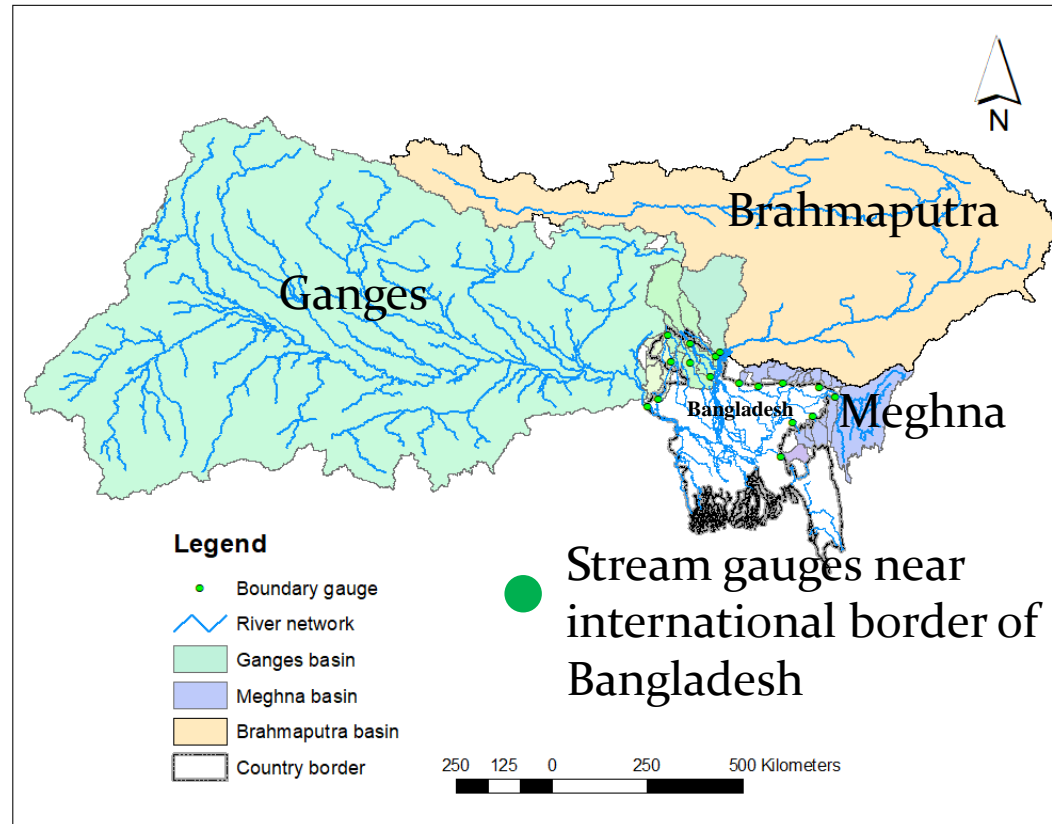 N
Brahmaputra
Ganges
Bangladesh
Meghna
Legend
Boundary gauge
River network
Ganges basin
Meghna basin
Brahmaputra basin
Country border
Stream gauges near
international border of
Bangladesh
250 125 0 250 500 Kilometers